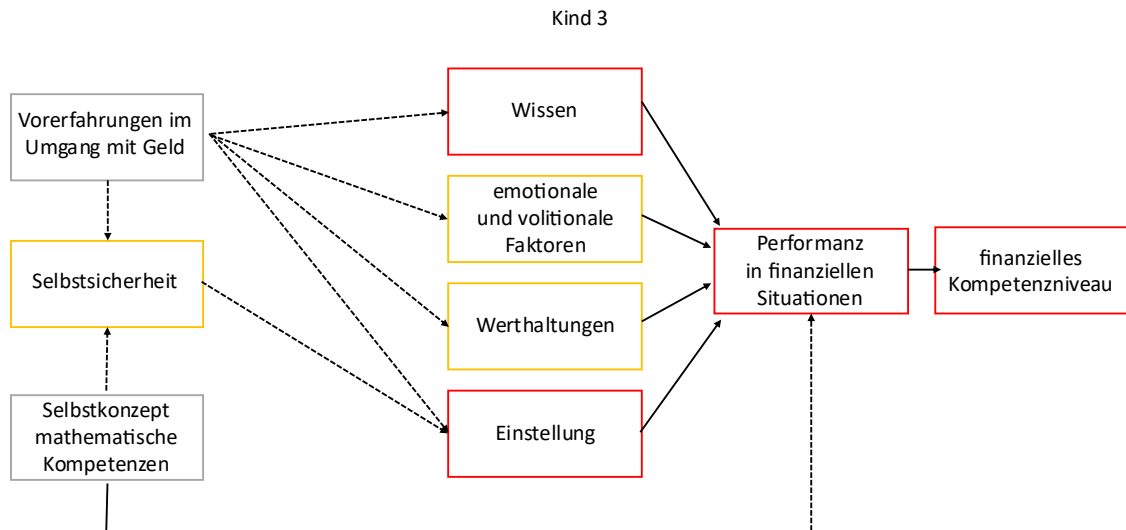 Kind 3
Vorerfahrungen im
Umgang mit Geld
Selbstsicherheit
Selbstkonzept
mathematische
Kompetenzen
Wissen
emotionale
und volitionale
Faktoren
Werthaltungen
Einstellung
Performanz
in finanziellen
Situationen
finanzielles
Kompetenzniveau